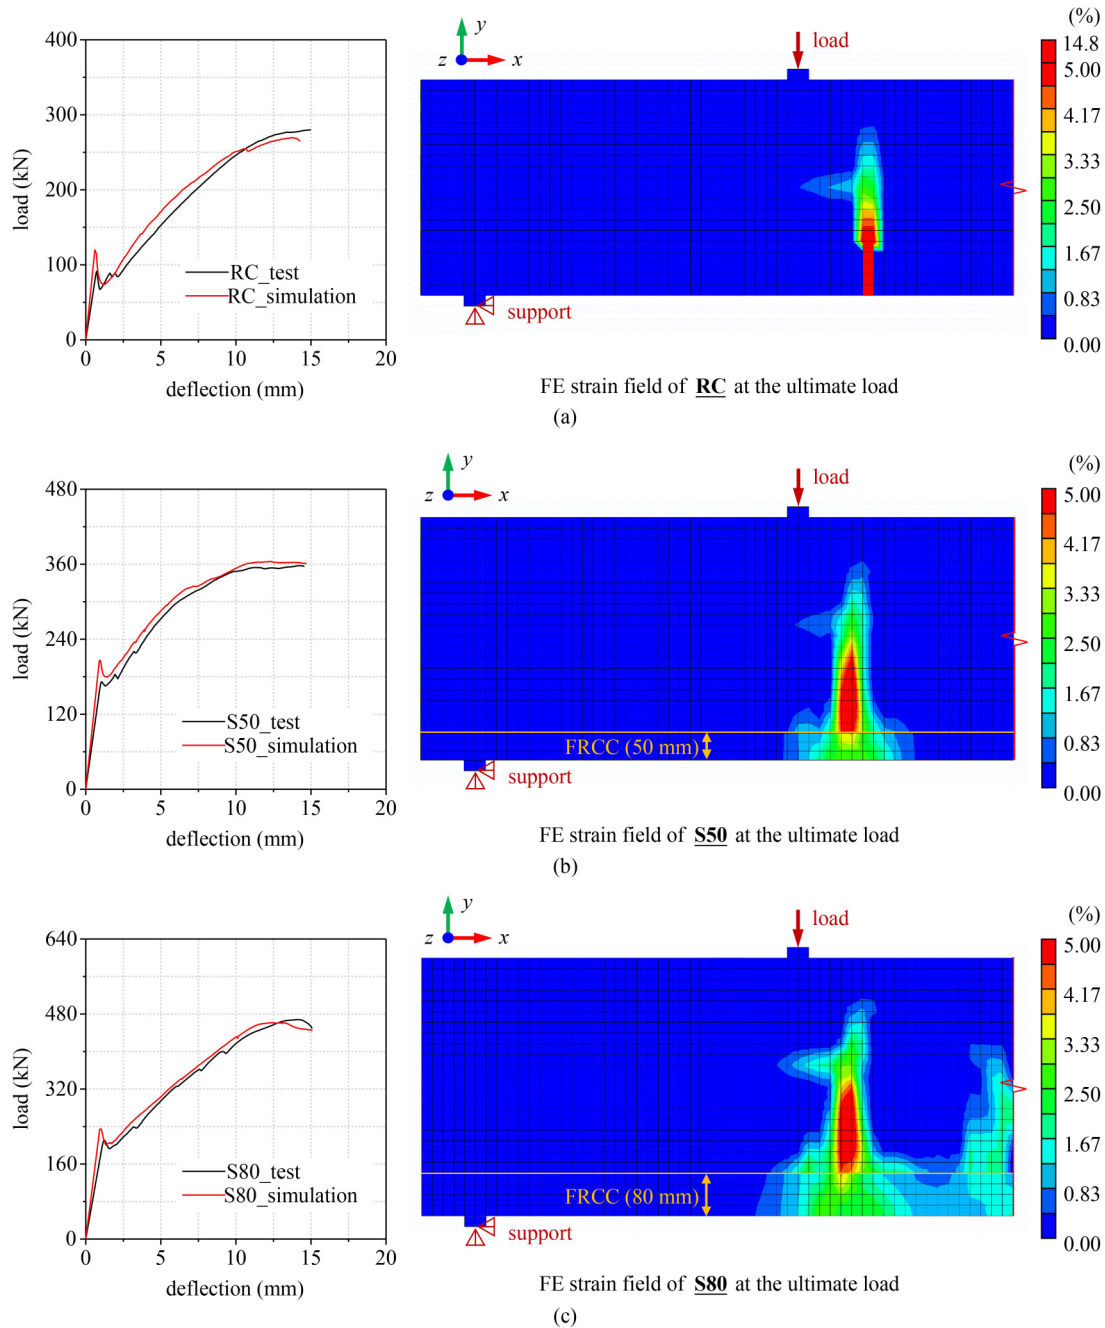 400
300
200
100
0
load (kN)
RC_test
RC_simulation
0 5 10 15 20
deflection (mm)
y
z x
load
support
(%)
14.8
5.00
4.17
3.33
2.50
1.67
0.83
0.00
FE strain field of RC at the ultimate load
(a)
480
360
240
120
0
load (kN)
S50_test
S50_simulation
0 5 10 15 20
deflection (mm)
y
z x
load
FRCC (50 mm)
support
(%)
5.00
4.17
3.33
2.50
1.67
0.83
0.00
FE strain field of S50 at the ultimate load
(b)
640
480
320
160
0
load (kN)
S80_test
S80_simulation
0 5 10 15 20
deflection (mm)
y
z x
load
FRCC (80 mm)
support
(%)
5.00
4.17
3.33
2.50
1.67
0.83
0.00
FE strain field of S80 at the ultimate load
(c)